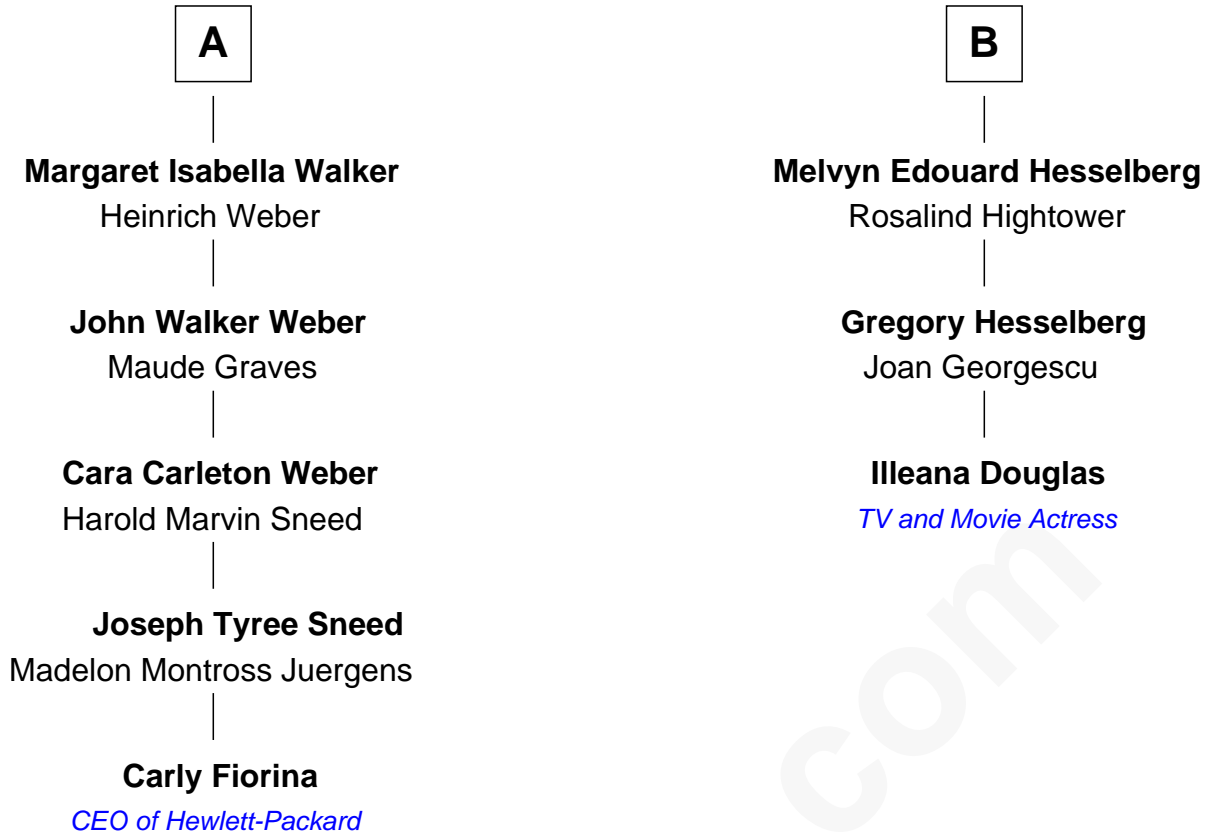 A
Margaret Isabella Walker
Heinrich Weber
John Walker Weber
Maude Graves
Cara Carleton Weber
Harold Marvin Sneed
Joseph Tyree Sneed
Madelon Montross Juergens
Carly Fiorina
CEO of Hewlett-Packard
B
Melvyn Edouard Hesselberg
Rosalind Hightower
Gregory Hesselberg
Joan Georgescu
Illeana Douglas
TV and Movie Actress
com